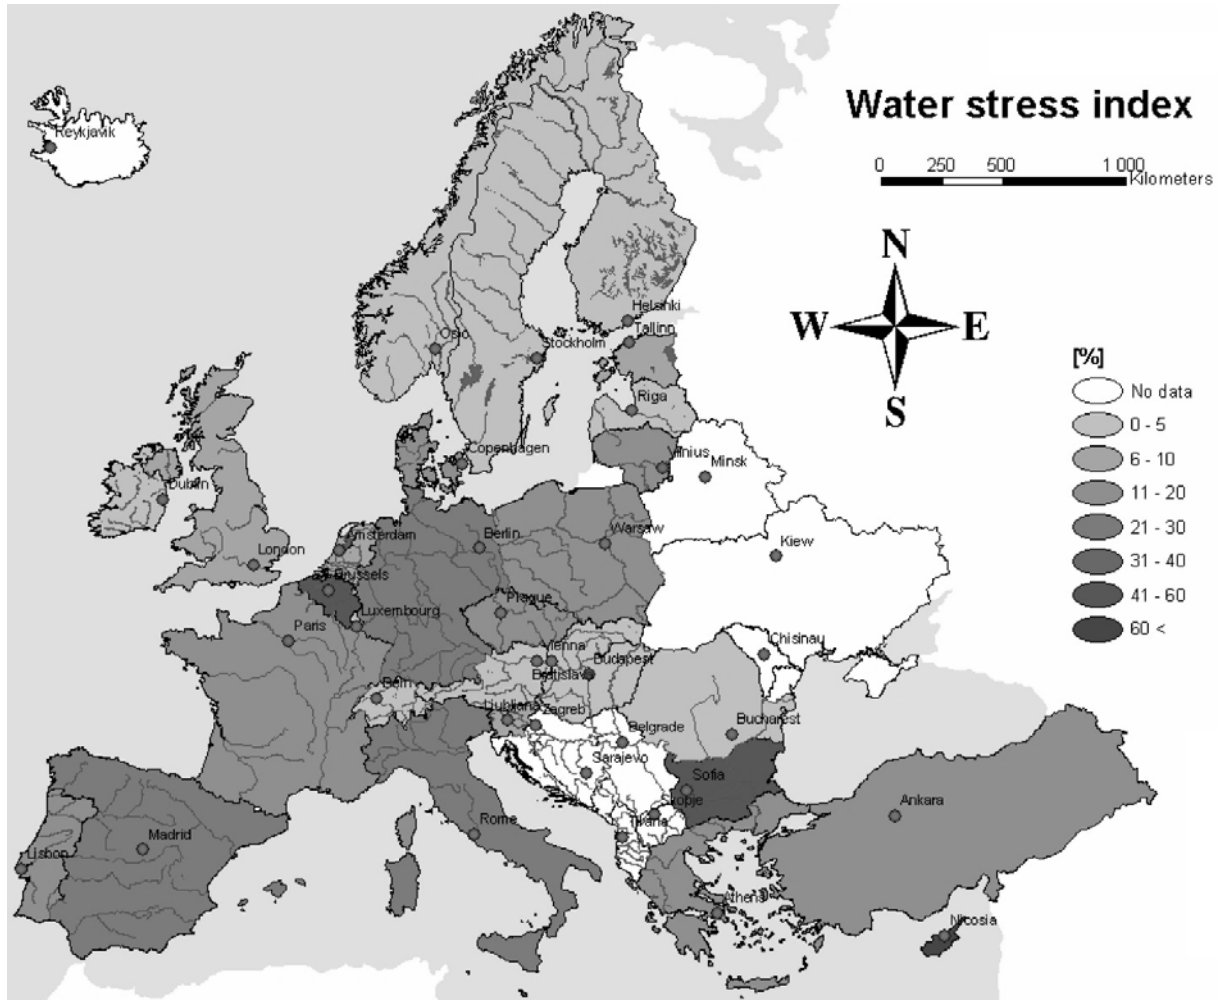 Water stress index
0 250 500 1 000
Kilometers
N
W E
S
[%]
No data
0 - 5
6 - 10
11 - 20
21 - 30
31 - 40
41 - 60
60 <
Reykjavik
Helsinki
Tallinn
Oslo
Stockholm
Riga
Copenhagen
Vilnius
Minsk
Dublin
Amsterdam
Berlin
Warsaw
London
Kiew
Brussels
Luxembourg
Prague
Paris
Chisinau
Vienna
Budapest
Bratislava
Bern
Ljubljana
Zagreb
Belgrade
Bucharest
Sarajevo
Sofia
Skopje
Ankara
Tirana
Rome
Madrid
Lisbon
Athens
Nicosia